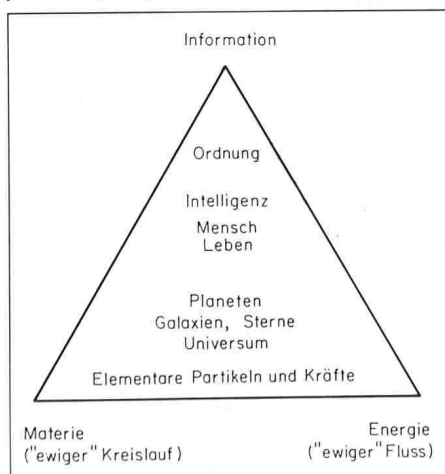 Information
Ordnung
Intelligenz
Mensch
Leben
Planeten
Galaxien, Sterne
Universum
Elementare Partikeln und Kräfte
Materie
("ewiger" Kreislauf)
Energie
("ewiger" Fluss)